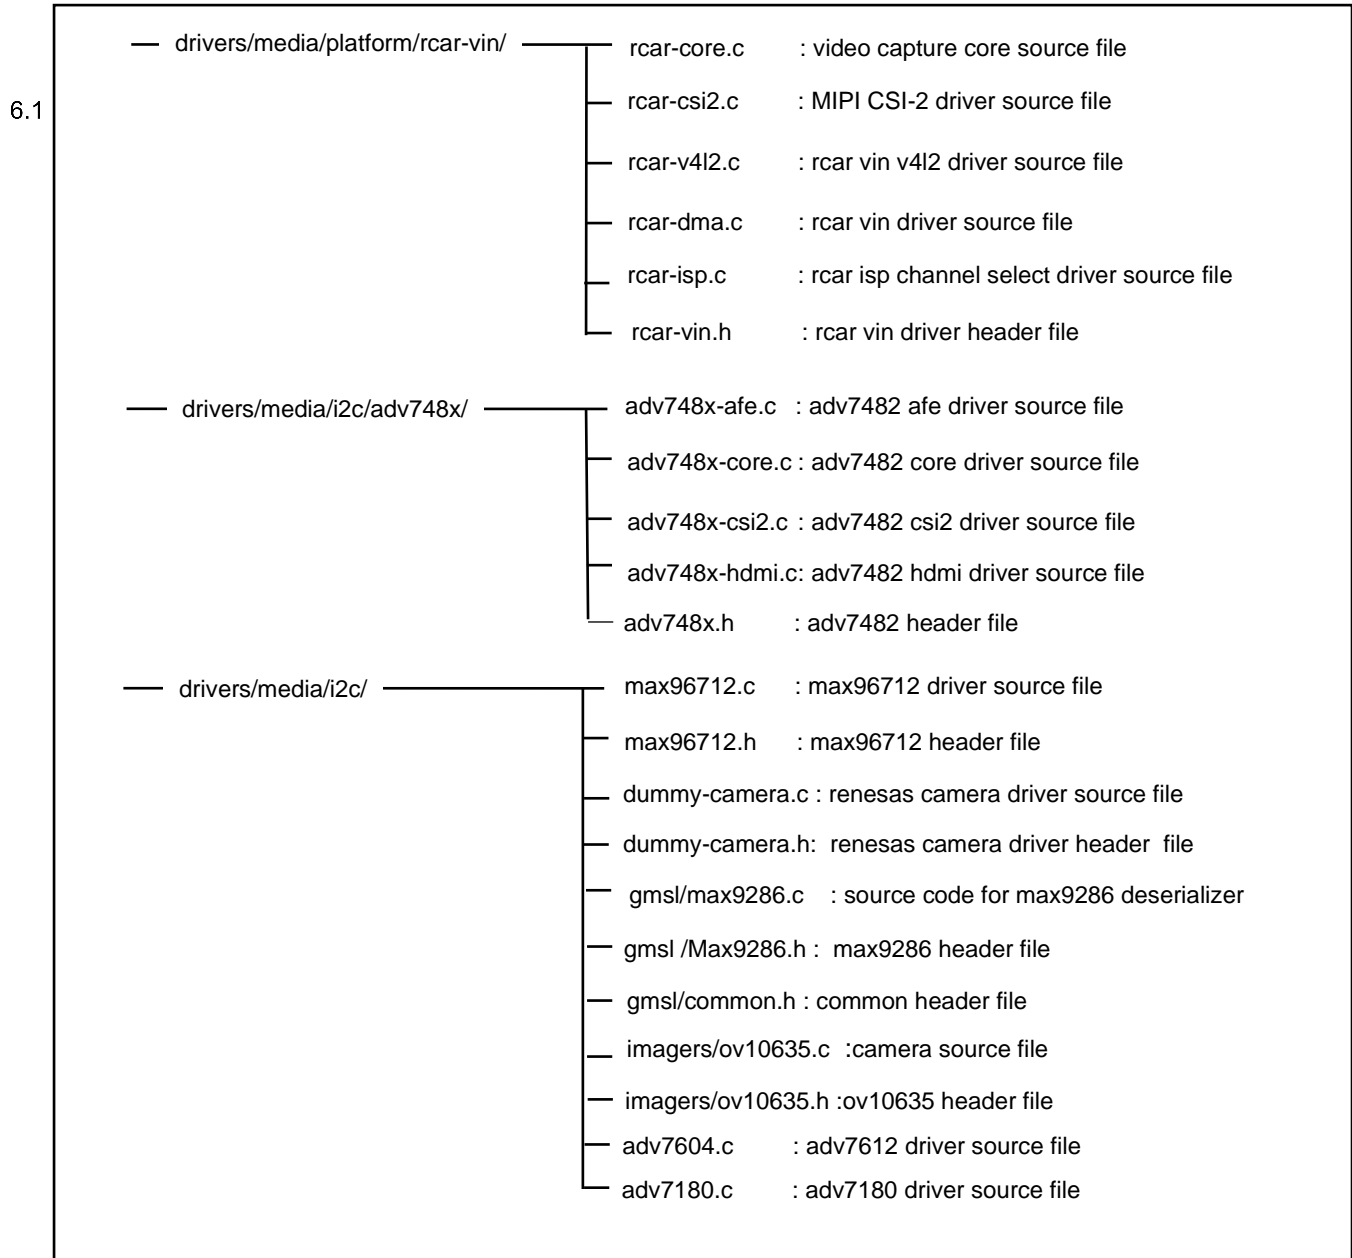 drivers/media/platform/rcar-vin/ rcar-core.c : video capture core source file
6.1 rcar-csi2.c : MIPI CSI-2 driver source file
rcar-v4l2.c : rcar vin v4l2 driver source file
rcar-dma.c : rcar vin driver source file
rcar-isp.c : rcar isp channel select driver source file
rcar-vin.h : rcar vin driver header file
drivers/media/i2c/adv748x/ adv748x-afe.c : adv7482 afe driver source file
adv748x-core.c : adv7482 core driver source file
adv748x-csi2.c : adv7482 csi2 driver source file
adv748x-hdmi.c: adv7482 hdmi driver source file
adv748x.h : adv7482 header file
drivers/media/i2c/ max96712.c : max96712 driver source file
max96712.h : max96712 header file
dummy-camera.c : renesas camera driver source file
dummy-camera.h: renesas camera driver header file
gmsl/max9286.c : source code for max9286 deserializer
gmsl /Max9286.h : max9286 header file
gmsl/common.h : common header file
imagers/ov10635.c :camera source file
imagers/ov10635.h :ov10635 header file
adv7604.c : adv7612 driver source file
adv7180.c : adv7180 driver source file